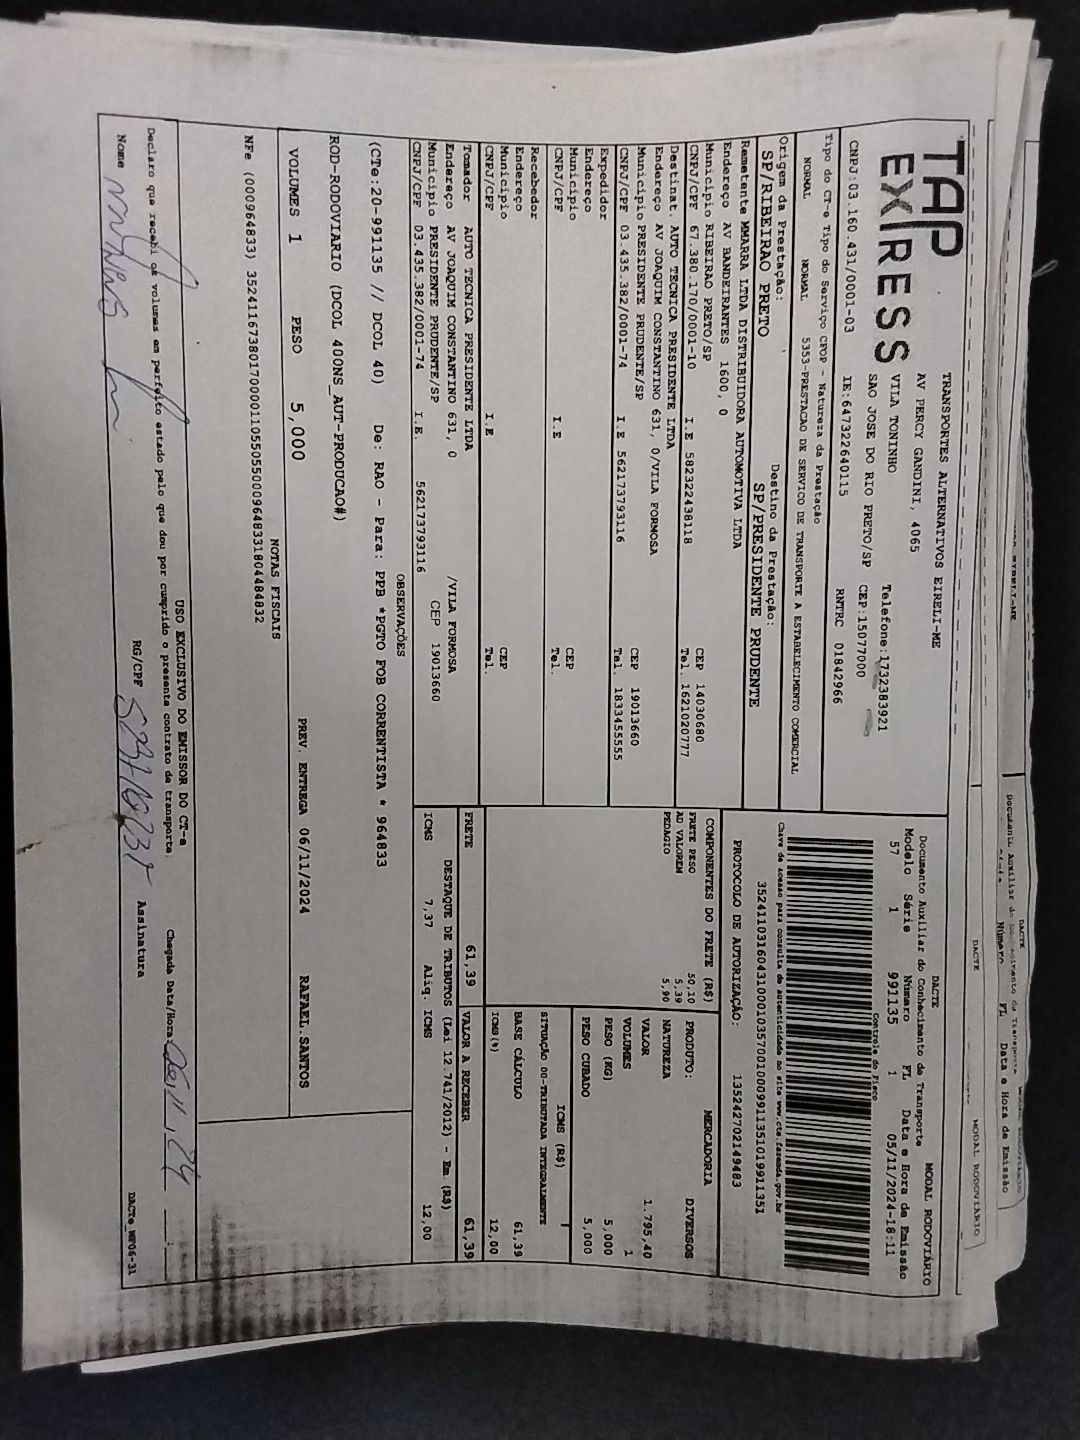 TAP
EXPRESS
TRANSPORTES ALTERNATIVOS EIRELI-ME
AV PERCY GANDINI, 4065
VILA TONINHO Telefone:1732383921
SAO JOSE DO RIO PRETO/SP CEP:15077000
CNPJ:03.160.431/0001-03 IE:647322640115 RNTRC 01842966
Tipo do CT-e Tipo do Serviço CFOP - Natureza da Prestação
NORMAL NORMAL 5353-PRESTACAO DE SERVICO DE TRANSPORTE A ESTABELECIMENTO COMERCIAL
Origem da Prestação: Destino da Prestação:
SP/RIBEIRAO PRETO SP/PRESIDENTE PRUDENTE
DACTE MODAL RODOVIÁRIO
Documento Auxiliar do Conhecimento de Transporte
Modelo Série Número FL Data e Hora de Emissão
57 1 991135 1 05/11/2024-18:11
Controle do Fisco
Chave de acesso para consulta de autenticidade no site www.cte.fazenda.gov.br
PROTOCOLO DE AUTORIZAÇÃO: 135242702149483
Remetente MMARRA LTDA DISTRIBUIDORA AUTOMOTIVA LTDA
Endereço AV BANDEIRANTES 1600, 0
Município RIBEIRAO PRETO/SP CEP 14030680
CNPJ/CPF 67.380.170/0001-10 I.E 582322438118 Tel. 1621020777
Destinat. AUTO TECNICA PRESIDENTE LTDA
Endereço AV JOAQUIM CONSTANTINO 631, 0/VILA FORMOSA
Município PRESIDENTE PRUDENTE/SP CEP 19013660
CNPJ/CPF 03.435.382/0001-74 I.E 562173793116 Tel. 1833455555
Expedidor
Endereço
Município CEP
CNPJ/CPF I.E Tel.
Recebedor
Endereço
Município CEP
CNPJ/CPF I.E Tel.
Tomador AUTO TECNICA PRESIDENTE LTDA
Endereço AV JOAQUIM CONSTANTINO 631, 0 /VILA FORMOSA
Município PRESIDENTE PRUDENTE/SP CEP 19013660
CNPJ/CPF 03.435.382/0001-74 I.E. 562173793116
COMPONENTES DO FRETE (R$)
FRETE PESO 50,10
AD VALOREM 5,39
PEDAGIO 5,90
MERCADORIA
PRODUTO: DIVERSOS
NATUREZA
VALOR 1.795,40
VOLUMES 1
PESO (KG) 5,000
PESO CUBADO 5,000
ICMS (R$)
SITUAÇÃO 00-TRIBUTADA INTEGRALMENTE
BASE CÁLCULO 61,39
ICMS(%) 12,00
FRETE 61,39 VALOR A RECEBER 61,39
DESTAQUE DE TRIBUTOS (Lei 12.741/2012) - Em (R$)
ICMS 7,37 Aliq. ICMS 12,00
OBSERVAÇÕES
(CTe:20-991135 // DCOL 40) De: RAO - Para: PPB *PGTO FOB CORRENTISTA * 964833
ROD-RODOVIARIO (DCOL 400NS_AUT-PRODUCAO#)
VOLUMES 1 PESO 5,000 PREV. ENTREGA 06/11/2024 RAFAEL.SANTOS
NOTAS FISCAIS
NFe (000964833) 35241167380170000110550550009648331804484832
USO EXCLUSIVO DO EMISSOR DO CT-e
Declaro que recebi os volumes em perfeito estado pelo que dou por cumprido o presente contrato de transporte. Chegada Data/Hora:
Nome RG/CPF Assinatura DACTe_WP06-31